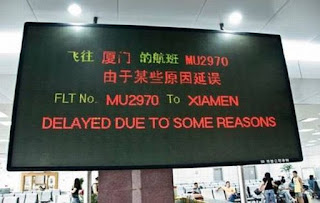 飞往 厦门 的航班 MU2970
由于某些原因延误
FLT No. MU2970 To XIAMEN
DELAYED DUE TO SOME REASONS